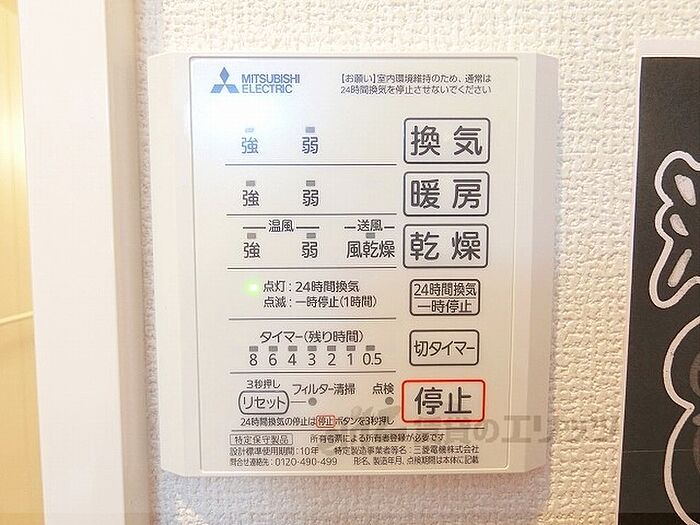 MITSUBISHI
ELECTRIC
【お願い】室内環境維持のため、通常は
24時間換気を停止させないでください
強 弱 換気
強 弱 暖房
温風 送風
強 弱 風乾燥 乾燥
点灯:24時間換気
点滅:一時停止(1時間)
24時間換気
一時停止
タイマー(残り時間)
8 6 4 3 2 1 0.5
切タイマー
3秒押し
リセット フィルター清掃 点検 停止
24時間換気の停止は停止ボタンを3秒押し
特定保守製品 所有者票による所有者登録が必要です
設計標準使用期間:10年 特定製造事業者等名:三菱電機株式会社
問合せ連絡先:0120-490-499 形名、製造年月、点検期間は本体に記載
賃貸のエリッツ